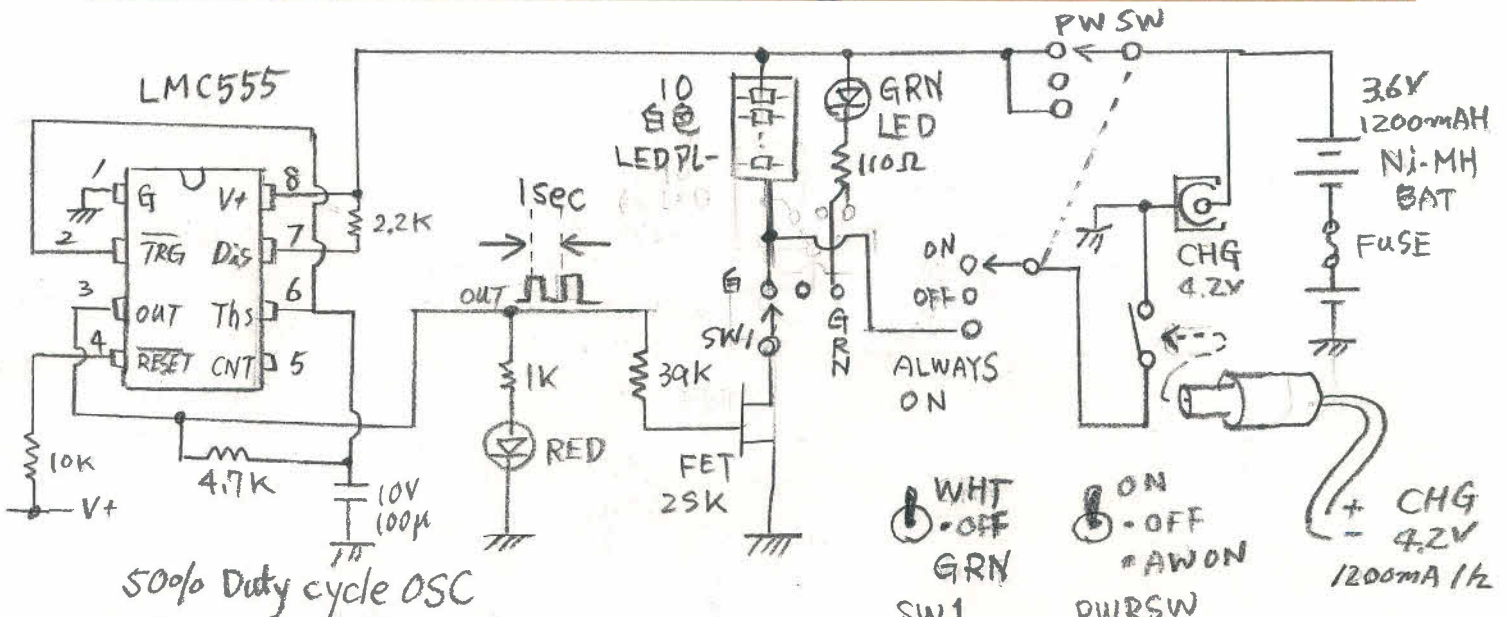 PW SW
LMC555
10
白色
LED PL-
GRN
LED
110Ω
3.6V
1200mAH
Ni-MH
BAT
FUSE
1
G
V+
8
2.2K
2
TRG
Dis
7
3
OUT
Ths
6
4
RESET
CNT
5
10K
V+
4.7K
10V
100μ
1sec
OUT
1K
RED
39K
FET
2SK
白
SW1
GRN
ON
OFF
ALWAYS
ON
CHG
4.2V
WHT
•OFF
GRN
SW1
ON
•OFF
•AWON
PWRSW
+
-
CHG
4.2V
1200mA/h
50% Duty cycle OSC